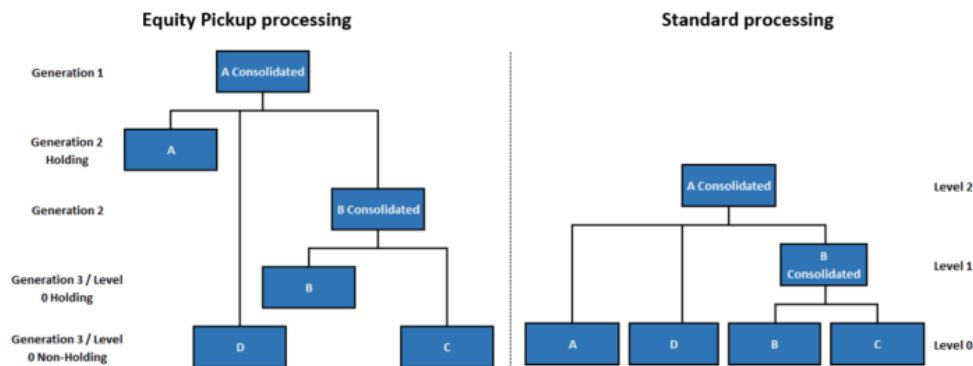 Equity Pickup processing
Standard processing
Generation 1
A Consolidated
Generation 2
Holding
A
A Consolidated
Level 2
Generation 2
B Consolidated
B
Consolidated
Level 1
Generation 3 / Level
0 Holding
B
Generation 3 / Level
0 Non-Holding
D
C
A
D
B
C
Level 0